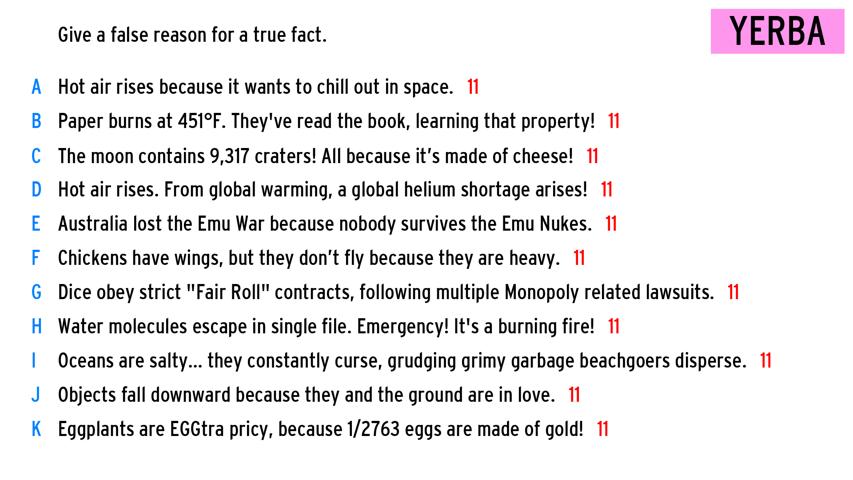 Give a false reason for a true fact.
YERBA
A Hot air rises because it wants to chill out in space. 11
B Paper burns at 451°F. They've read the book, learning that property! 11
C The moon contains 9,317 craters! All because it’s made of cheese! 11
D Hot air rises. From global warming, a global helium shortage arises! 11
E Australia lost the Emu War because nobody survives the Emu Nukes. 11
F Chickens have wings, but they don’t fly because they are heavy. 11
G Dice obey strict "Fair Roll" contracts, following multiple Monopoly related lawsuits. 11
H Water molecules escape in single file. Emergency! It's a burning fire! 11
I Oceans are salty... they constantly curse, grudging grimy garbage beachgoers disperse. 11
J Objects fall downward because they and the ground are in love. 11
K Eggplants are EGGtra pricy, because 1/2763 eggs are made of gold! 11